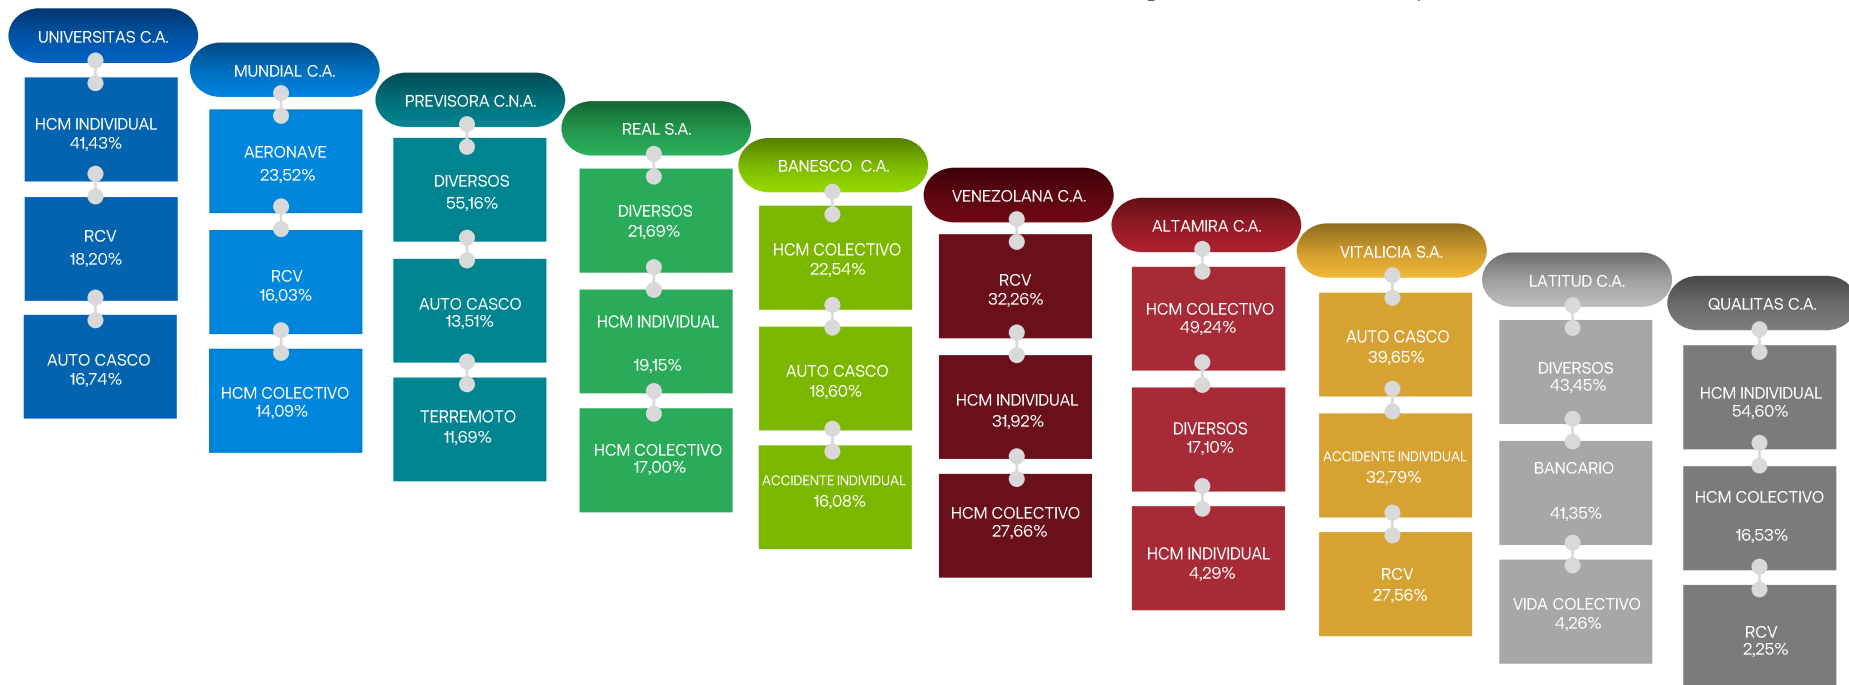 UNIVERSITAS C.A.
HCM INDIVIDUAL
41,43%
RCV
18,20%
AUTO CASCO
16,74%
MUNDIAL C.A.
AERONAVE
23,52%
RCV
16,03%
HCM COLECTIVO
14,09%
PREVISORA C.N.A.
DIVERSOS
55,16%
AUTO CASCO
13,51%
TERREMOTO
11,69%
REAL S.A.
DIVERSOS
21,69%
HCM INDIVIDUAL
19,15%
HCM COLECTIVO
17,00%
BANESCO C.A.
HCM COLECTIVO
22,54%
AUTO CASCO
18,60%
ACCIDENTE INDIVIDUAL
16,08%
VENEZOLANA C.A.
RCV
32,26%
HCM INDIVIDUAL
31,92%
HCM COLECTIVO
27,66%
ALTAMIRA C.A.
HCM COLECTIVO
49,24%
DIVERSOS
17,10%
HCM INDIVIDUAL
4,29%
VITALICIA S.A.
AUTO CASCO
39,65%
ACCIDENTE INDIVIDUAL
32,79%
RCV
27,56%
LATITUD C.A.
DIVERSOS
43,45%
BANCARIO
41,35%
VIDA COLECTIVO
4,26%
QUALITAS C.A.
HCM INDIVIDUAL
54,60%
HCM COLECTIVO
16,53%
RCV
2,25%